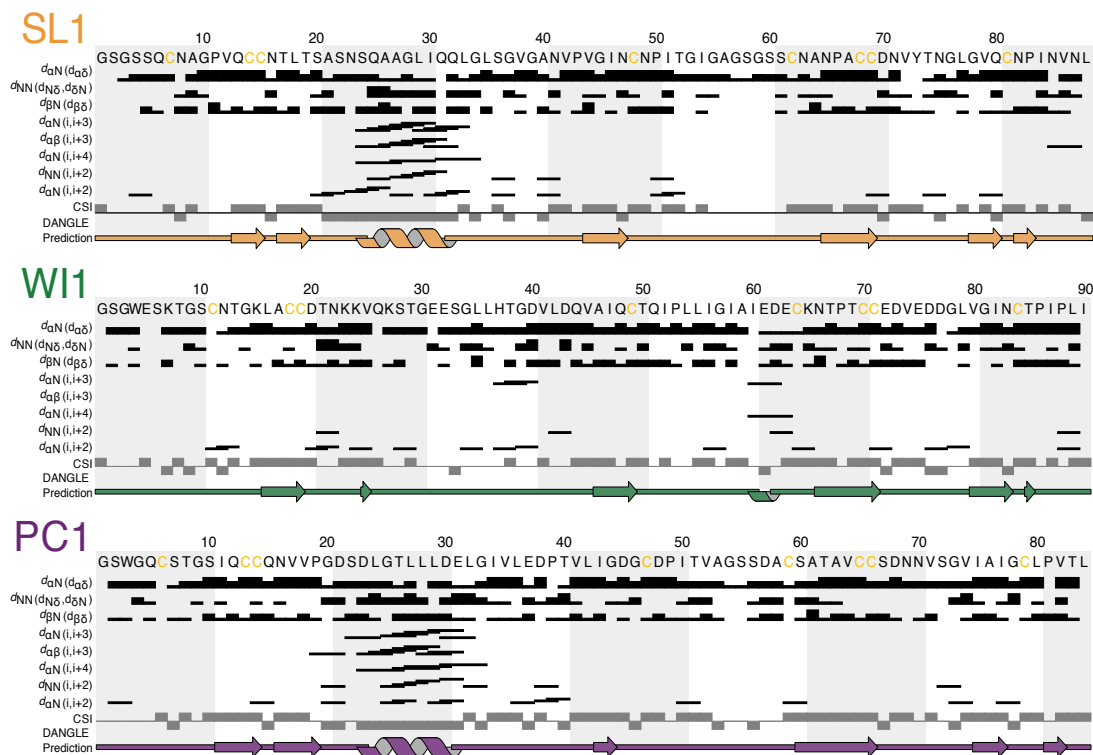 SL1
10 20 30 40 50 60 70 80
GSGSSQCNAGPVQCCNTLTSASNSQAAGLIQQLGLSGVGANVPVGINCNPITGIGAGSGSSCNANPACCDNVYTNGLGVQCNPINVNL
dαN(dαδ)
dNN(dNδ,dδN)
dβN(dβδ)
dαN(i,i+3)
dαβ(i,i+3)
dαN(i,i+4)
dNN(i,i+2)
dαN(i,i+2)
CSI
DANGLE
Prediction
WI1
10 20 30 40 50 60 70 80 90
GSGWESKTGSCNTGKLACCDTNKKVQKSTGEESGLLHTGDVLDQVAIQCTQIPLLIGIAIEDECKNTPTCCEDVEDDGLVGINCTPIPLI
dαN(dαδ)
dNN(dNδ,dδN)
dβN(dβδ)
dαN(i,i+3)
dαβ(i,i+3)
dαN(i,i+4)
dNN(i,i+2)
dαN(i,i+2)
CSI
DANGLE
Prediction
PC1
10 20 30 40 50 60 70 80
GSWGQCSTGSIQCCQNVVPGDSDLGTLLLDELGIVLEDPTVLIGDGCDPITVAGSSDACSATAVCCSDNNVSGVIAIGCLPVTL
dαN(dαδ)
dNN(dNδ,dδN)
dβN(dβδ)
dαN(i,i+3)
dαβ(i,i+3)
dαN(i,i+4)
dNN(i,i+2)
dαN(i,i+2)
CSI
DANGLE
Prediction